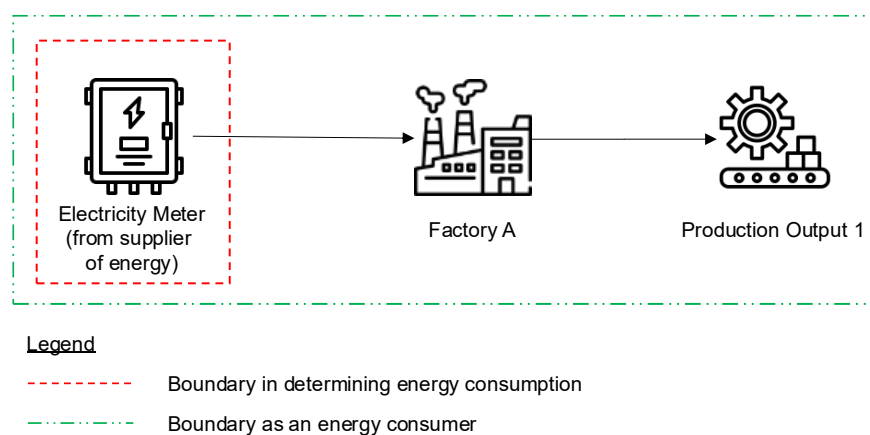 Electricity Meter
(from supplier
of energy)
Factory A
Production Output 1
Legend
Boundary in determining energy consumption
Boundary as an energy consumer